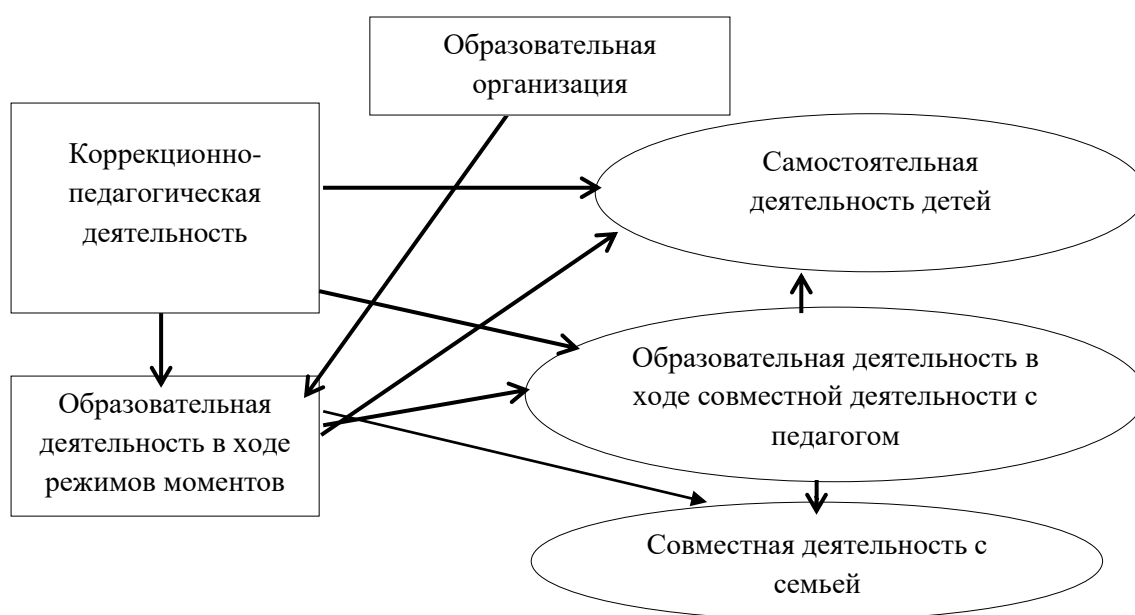 Образовательная
организация
Коррекционно-
педагогическая
деятельность
Самостоятельная
деятельность детей
Образовательная
деятельность в ходе
режимов моментов
Образовательная деятельность в
ходе совместной деятельности с
педагогом
Совместная деятельность с
семьей